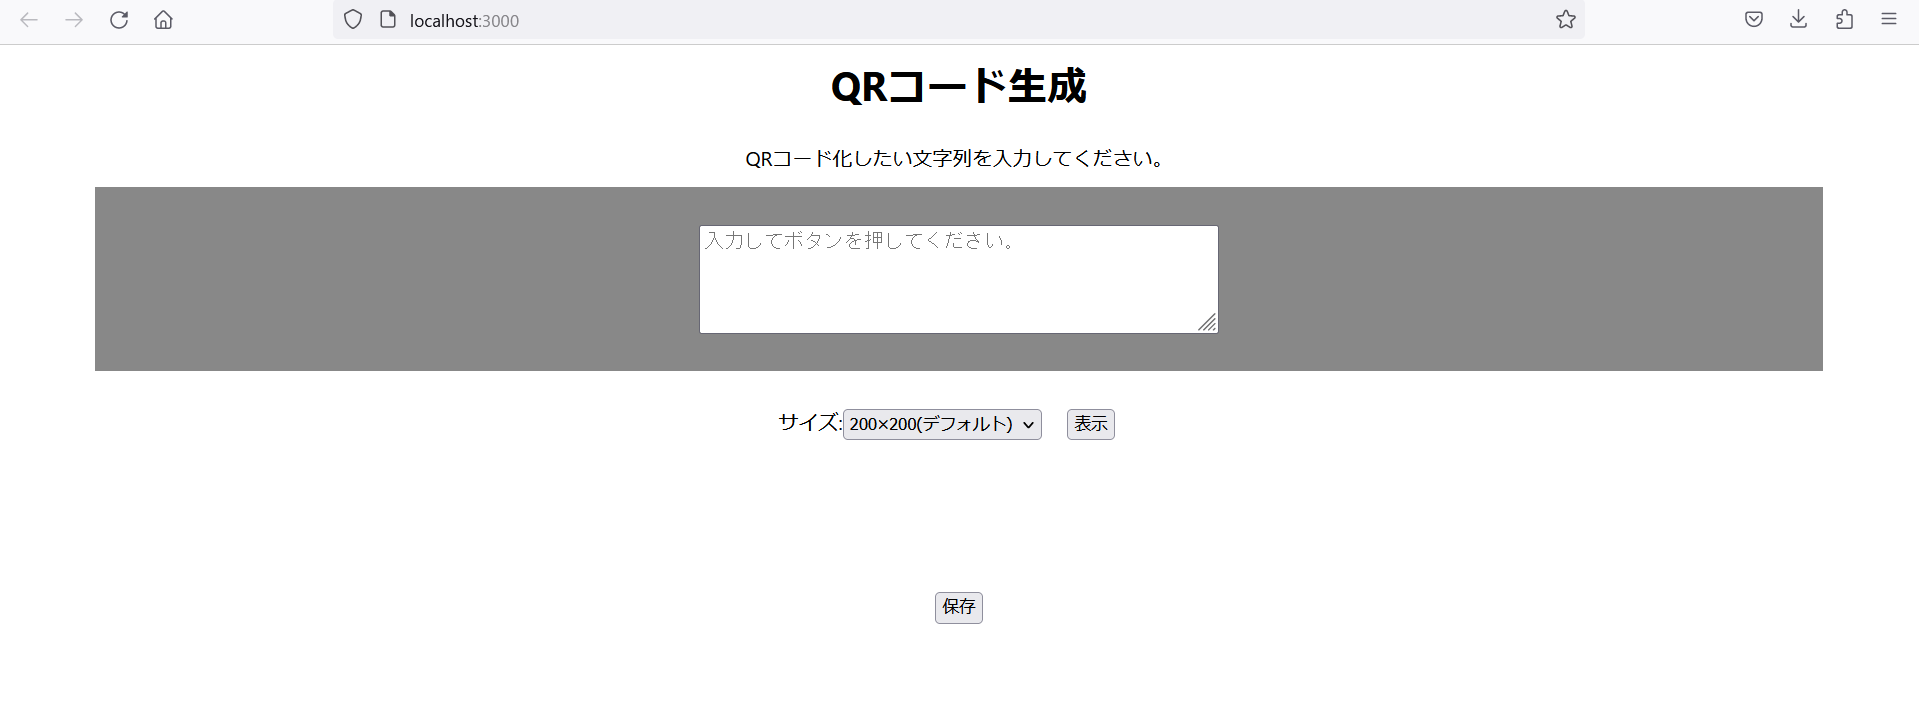 localhost:3000
QRコード生成
QRコード化したい文字列を入力してください。
入力してボタンを押してください。
サイズ:200×200(デフォルト) 表示
保存